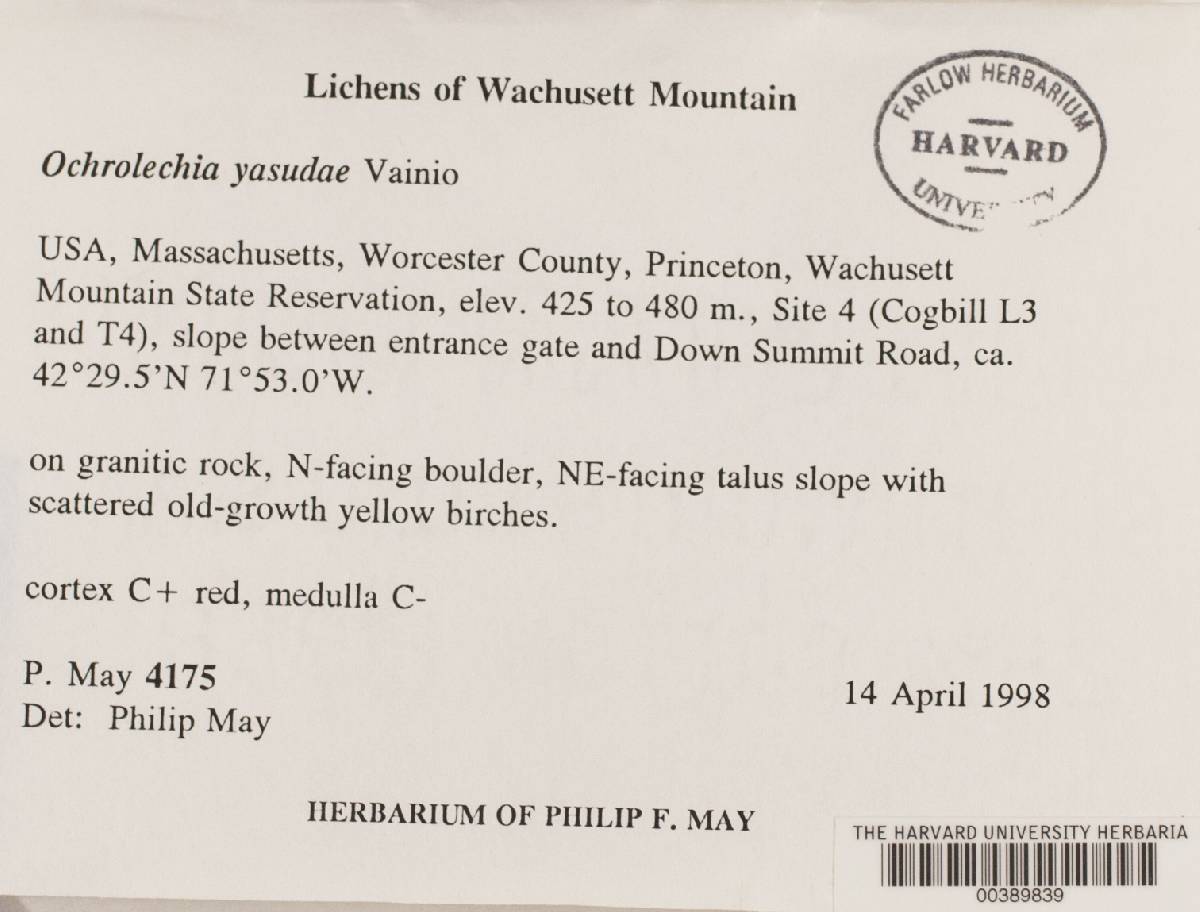 Lichens of Wachusett Mountain
FARLOW HERBARIUM
HARVARD
Ochrolechia yasudae Vainio
USA, Massachusetts, Worcester County, Princeton, Wachusett
Mountain State Reservation, elev. 425 to 480 m., Site 4 (Cogbill L3
and T4), slope between entrance gate and Down Summit Road, ca.
42°29.5’N 71°53.0’W.
on granitic rock, N-facing boulder, NE-facing talus slope with
scattered old-growth yellow birches.
cortex C+ red, medulla C-
P. May 4175
14 April 1998
Det: Philip May
HERBARIUM OF PHILIP F. MAY
THE HARVARD UNIVERSITY HERBARIA
00389839